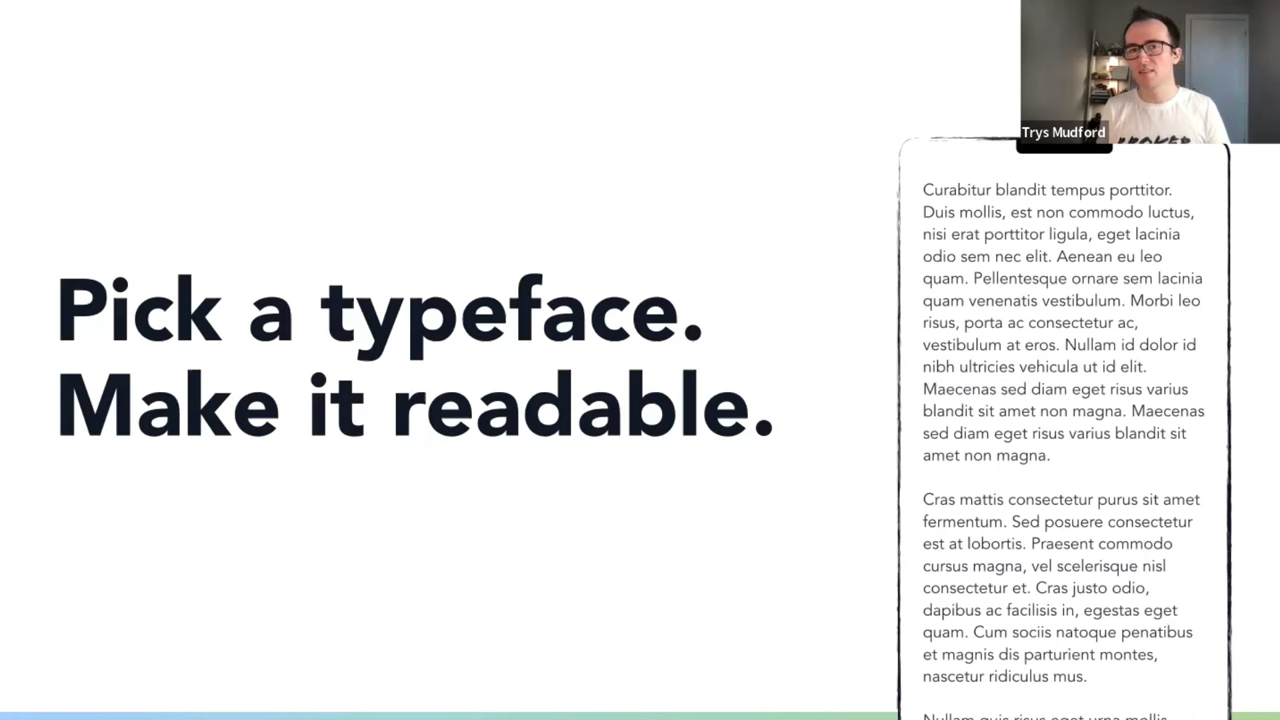 Pick a typeface.
Make it readable.
Trys Mudford
Curabitur blandit tempus porttitor.
Duis mollis, est non commodo luctus,
nisi erat porttitor ligula, eget lacinia
odio sem nec elit. Aenean eu leo
quam. Pellentesque ornare sem lacinia
quam venenatis vestibulum. Morbi leo
risus, porta ac consectetur ac,
vestibulum at eros. Nullam id dolor id
nibh ultricies vehicula ut id elit.
Maecenas sed diam eget risus varius
blandit sit amet non magna. Maecenas
sed diam eget risus varius blandit sit
amet non magna.
Cras mattis consectetur purus sit amet
fermentum. Sed posuere consectetur
est at lobortis. Praesent commodo
cursus magna, vel scelerisque nisl
consectetur et. Cras justo odio,
dapibus ac facilisis in, egestas eget
quam. Cum sociis natoque penatibus
et magnis dis parturient montes,
nascetur ridiculus mus.
Nullam quis risus eget urna mollis